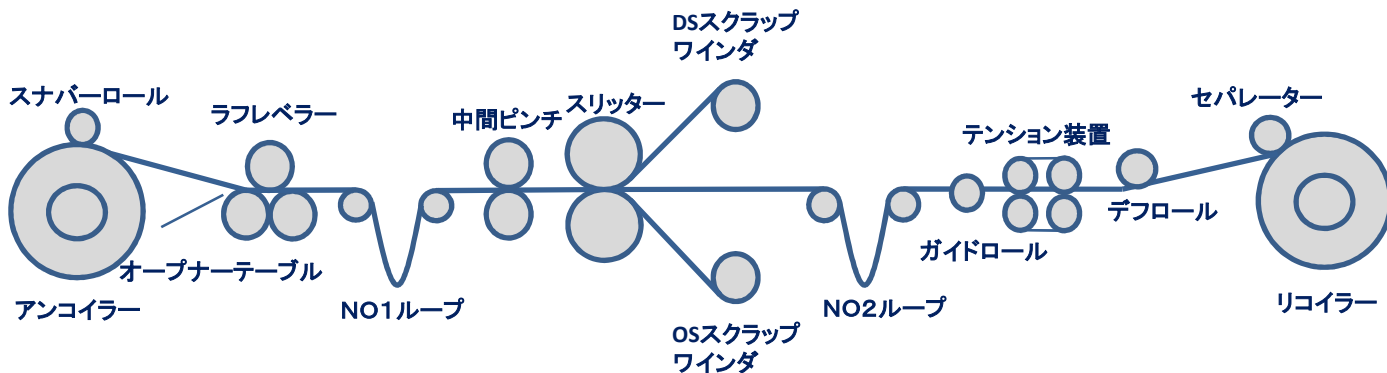 DSスクラップ
ワインダ
スナバーロール
ラフレベラー
中間ピンチ
スリッター
テンション装置
セパレーター
オープナーテーブル
アンコイラー
NO1ループ
OSスクラップ
ワインダ
NO2ループ
ガイドロール
デフロール
リコイラー